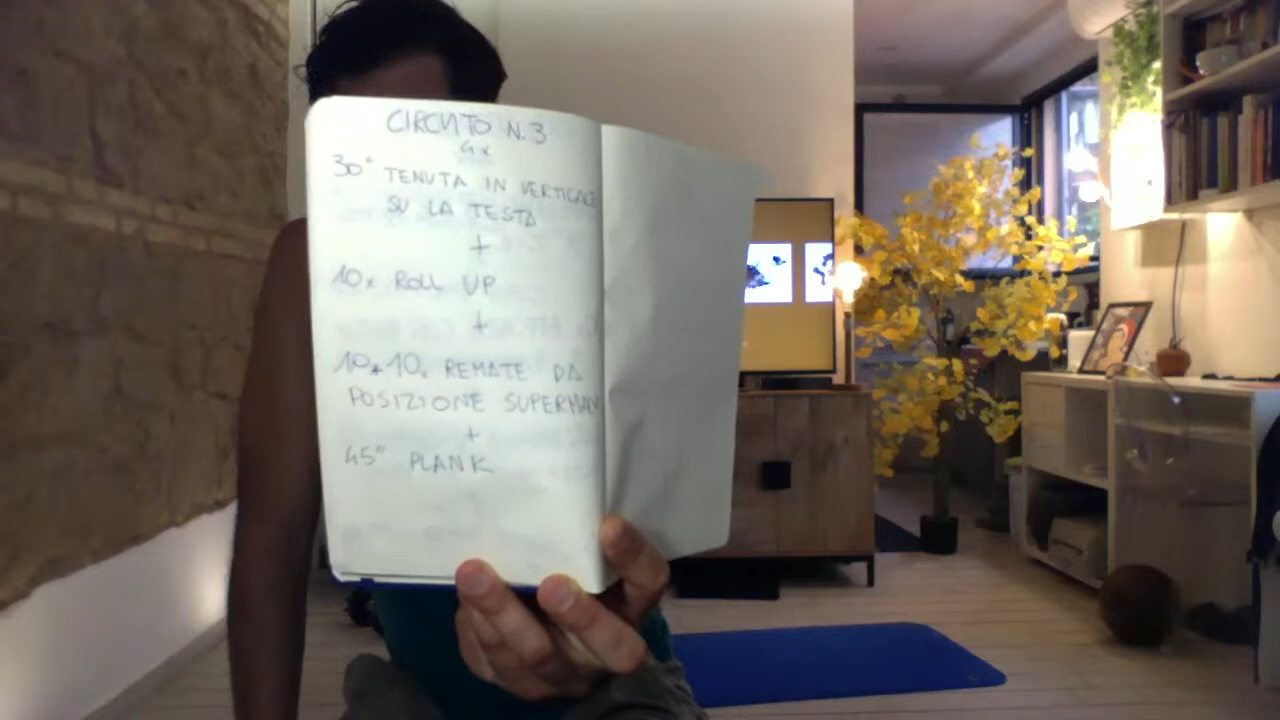 CIRCUITO N.3
4x
30" TENUTA IN VERTICALE
SU LA TESTA
+
10x ROLL UP
+
10+10x REMATE DA
POSIZIONE SUPERMAN
+
45" PLANK